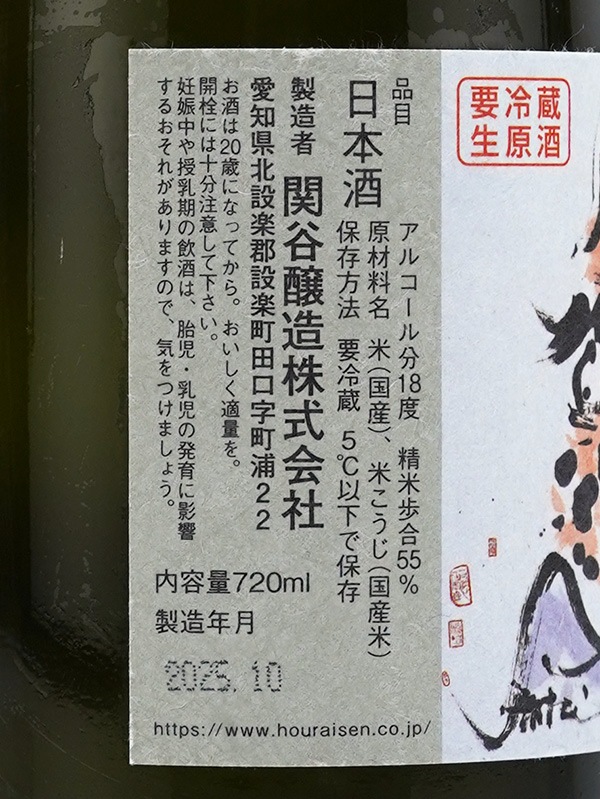 要冷蔵
生原酒
品目
日本酒
アルコール分18度　精米歩合55%
原材料名　米(国産)、米こうじ(国産米)
保存方法　要冷蔵　5℃以下で保存
製造者　関谷醸造株式会社
愛知県北設楽郡設楽町田口字町浦22
お酒は20歳になってから。おいしく適量を。
開栓には十分注意して下さい。
妊娠中や授乳期の飲酒は、胎児・乳児の発育に影響
するおそれがありますので、気をつけましょう。
内容量720ml
製造年月
2025.10
https://www.houraisen.co.jp/